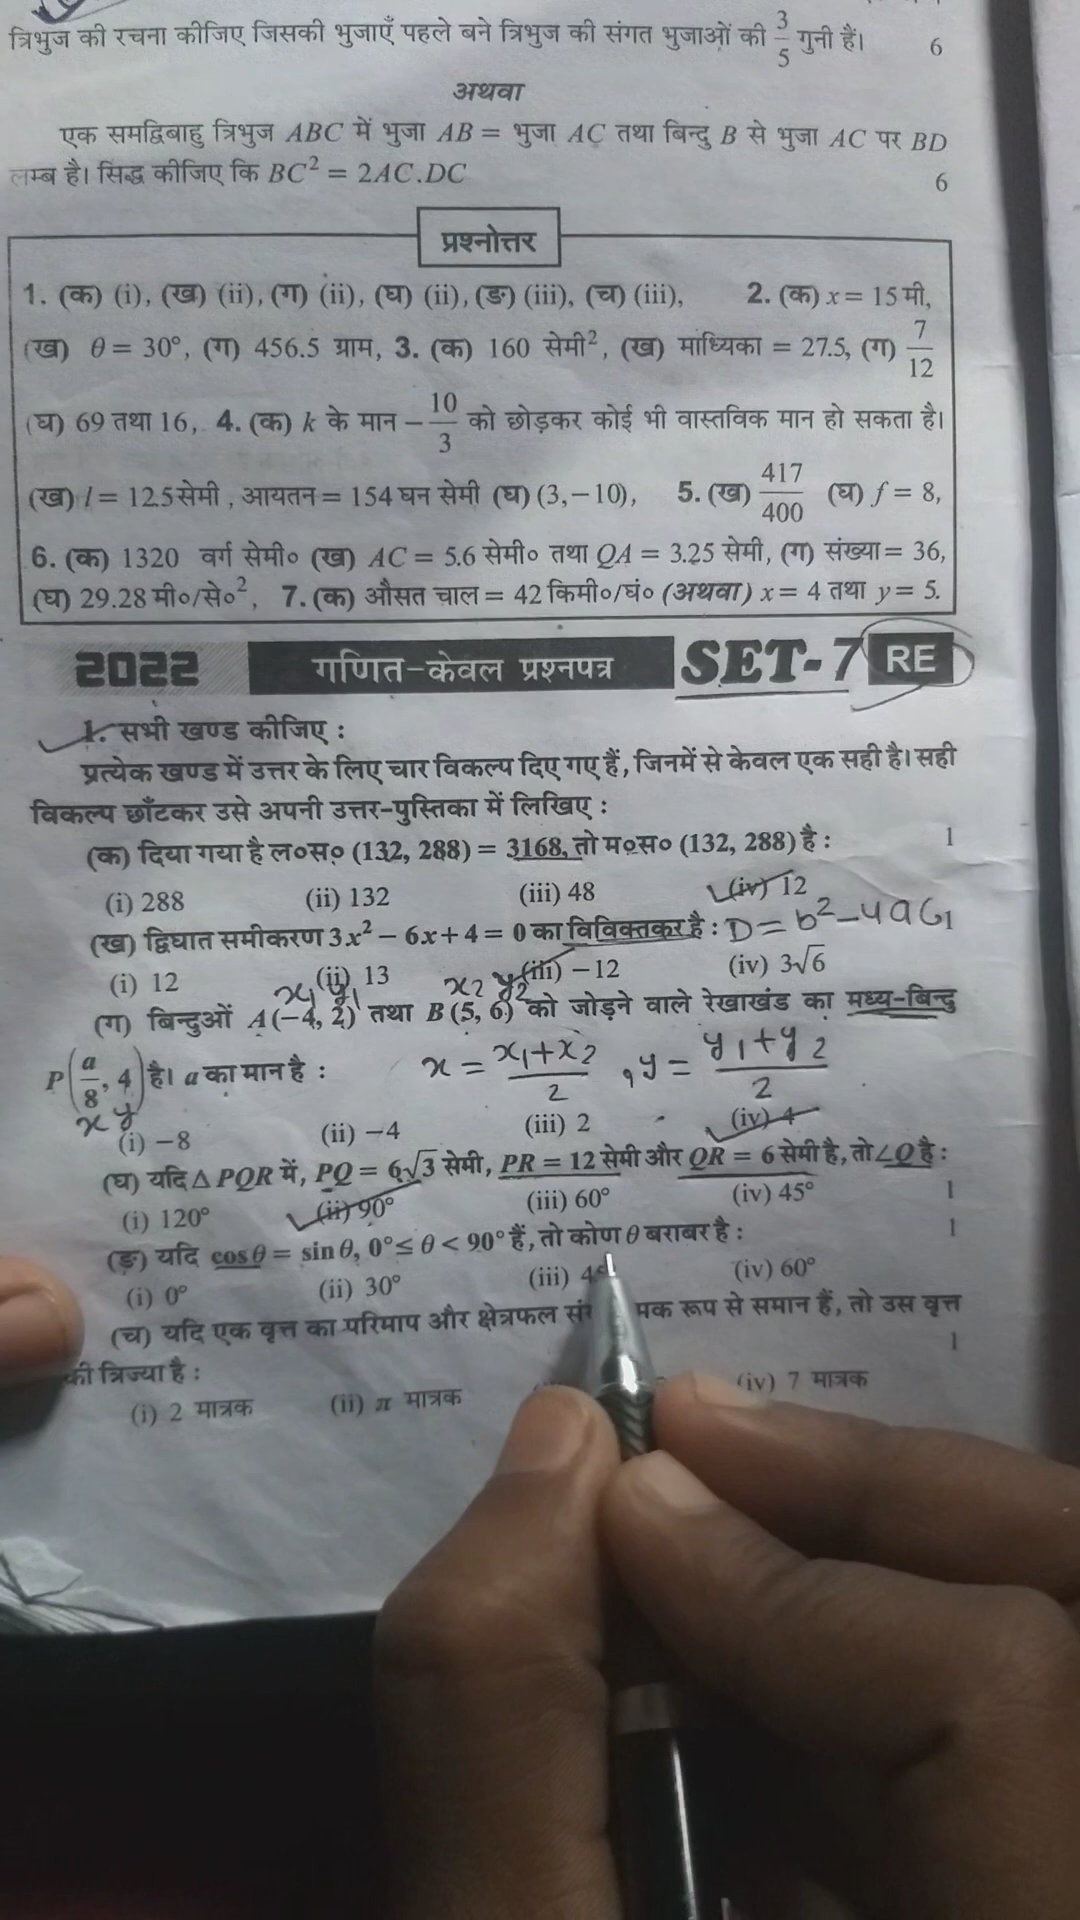 त्रिभुज की रचना कीजिए जिसकी भुजाएँ पहले बने त्रिभुज की संगत भुजाओं की 3/5 गुनी हैं। 6
अथवा
एक समद्विबाहु त्रिभुज ABC में भुजा AB = भुजा AC तथा बिन्दु B से भुजा AC पर BD
लम्ब है। सिद्ध कीजिए कि BC² = 2AC.DC 6
प्रश्नोत्तर
1. (क) (i), (ख) (ii), (ग) (ii), (घ) (ii), (ङ) (iii), (च) (iii), 2. (क) x = 15 मी,
(ख) θ = 30°, (ग) 456.5 ग्राम, 3. (क) 160 सेमी², (ख) माध्यिका = 27.5, (ग) 7/12
(घ) 69 तथा 16, 4. (क) k के मान – 10/3 को छोड़कर कोई भी वास्तविक मान हो सकता है।
(ख) l = 12.5 सेमी, आयतन = 154 घन सेमी (घ) (3, – 10), 5. (ख) 417/400 (घ) f = 8,
6. (क) 1320 वर्ग सेमी० (ख) AC = 5.6 सेमी० तथा QA = 3.25 सेमी, (ग) संख्या = 36,
(घ) 29.28 मी०/से०², 7. (क) औसत चाल = 42 किमी०/घं० (अथवा) x = 4 तथा y = 5.
2022 गणित–केवल प्रश्नपत्र SET-7 RE
1. सभी खण्ड कीजिए :
प्रत्येक खण्ड में उत्तर के लिए चार विकल्प दिए गए हैं, जिनमें से केवल एक सही है। सही
विकल्प छाँटकर उसे अपनी उत्तर-पुस्तिका में लिखिए :
(क) दिया गया है ल०स० (132, 288) = 3168, तो म०स० (132, 288) है : 1
(i) 288 (ii) 132 (iii) 48 (iv) 12
(ख) द्विघात समीकरण 3x² – 6x + 4 = 0 का विविक्तकर है : D = b² – 4ac 1
(i) 12 (ii) 13 (iii) – 12 (iv) 3√6
x₁ y₁ x₂ y₂
(ग) बिन्दुओं A(–4, 2) तथा B (5, 6) को जोड़ने वाले रेखाखंड का मध्य-बिन्दु
P(a/8, 4) है। a का मान है : x = x₁+x₂/2 , y = y₁+y₂/2
x y
(i) –8 (ii) –4 (iii) 2 (iv) 4
(घ) यदि Δ PQR में, PQ = 6√3 सेमी, PR = 12 सेमी और QR = 6 सेमी है, तो ∠Q है :
(i) 120° (ii) 90° (iii) 60° (iv) 45° 1
(ङ) यदि cos θ = sin θ, 0° ≤ θ < 90° हैं, तो कोण θ बराबर है : 1
(i) 0° (ii) 30° (iii) (iv) 60°
(च) यदि एक वृत्त का परिमाप और क्षेत्रफल रूप से समान हैं, तो उस वृत्त
की त्रिज्या है : 1
(i) 2 मात्रक (ii) π मात्रक (iv) 7 मात्रक